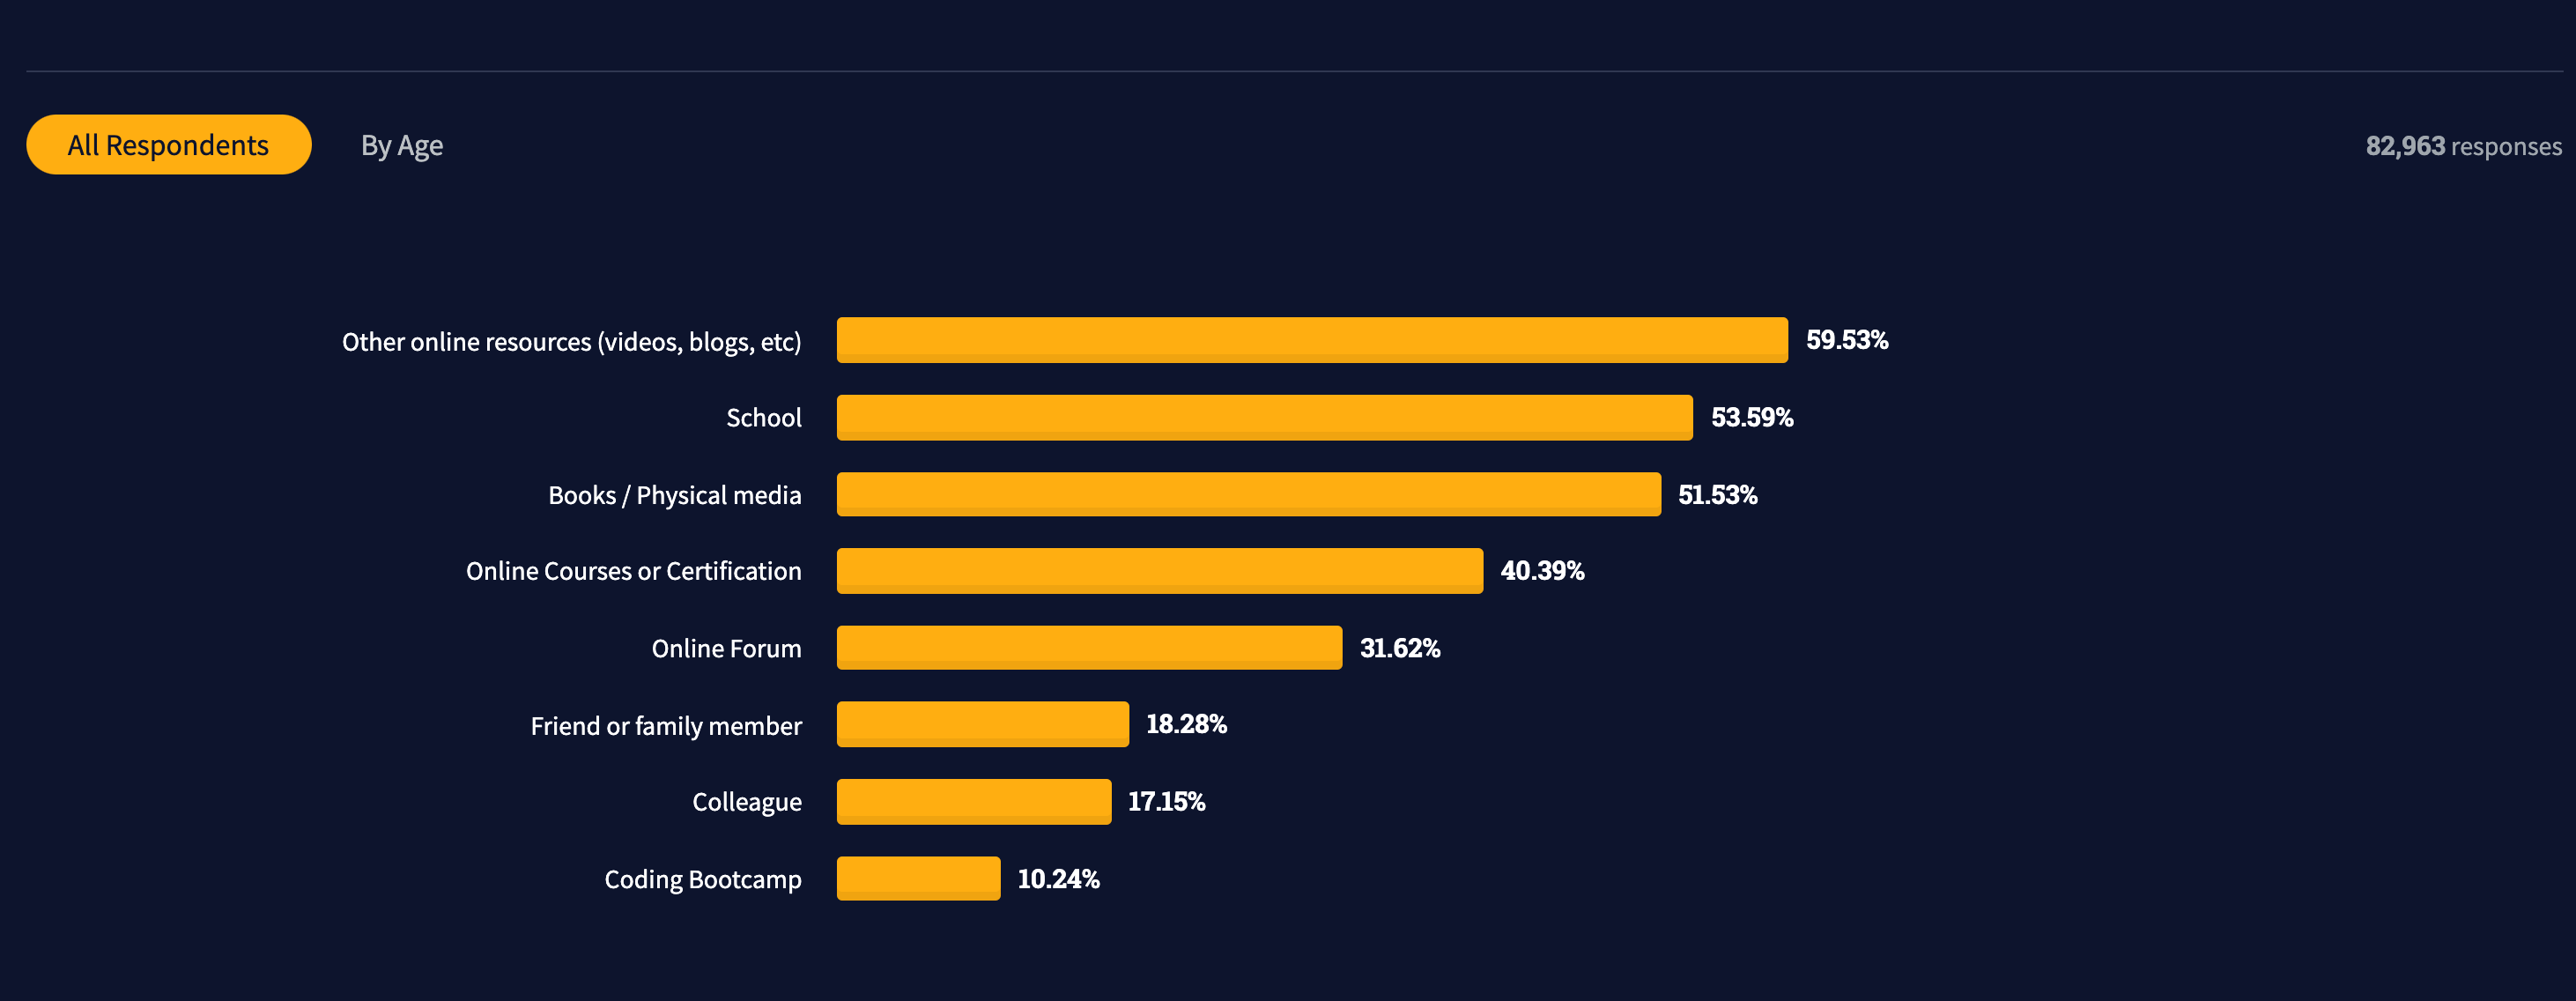 All Respondents
By Age
82,963 responses
Other online resources (videos, blogs, etc)
59.53%
School
53.59%
Books / Physical media
51.53%
Online Courses or Certification
40.39%
Online Forum
31.62%
Friend or family member
18.28%
Colleague
17.15%
Coding Bootcamp
10.24%